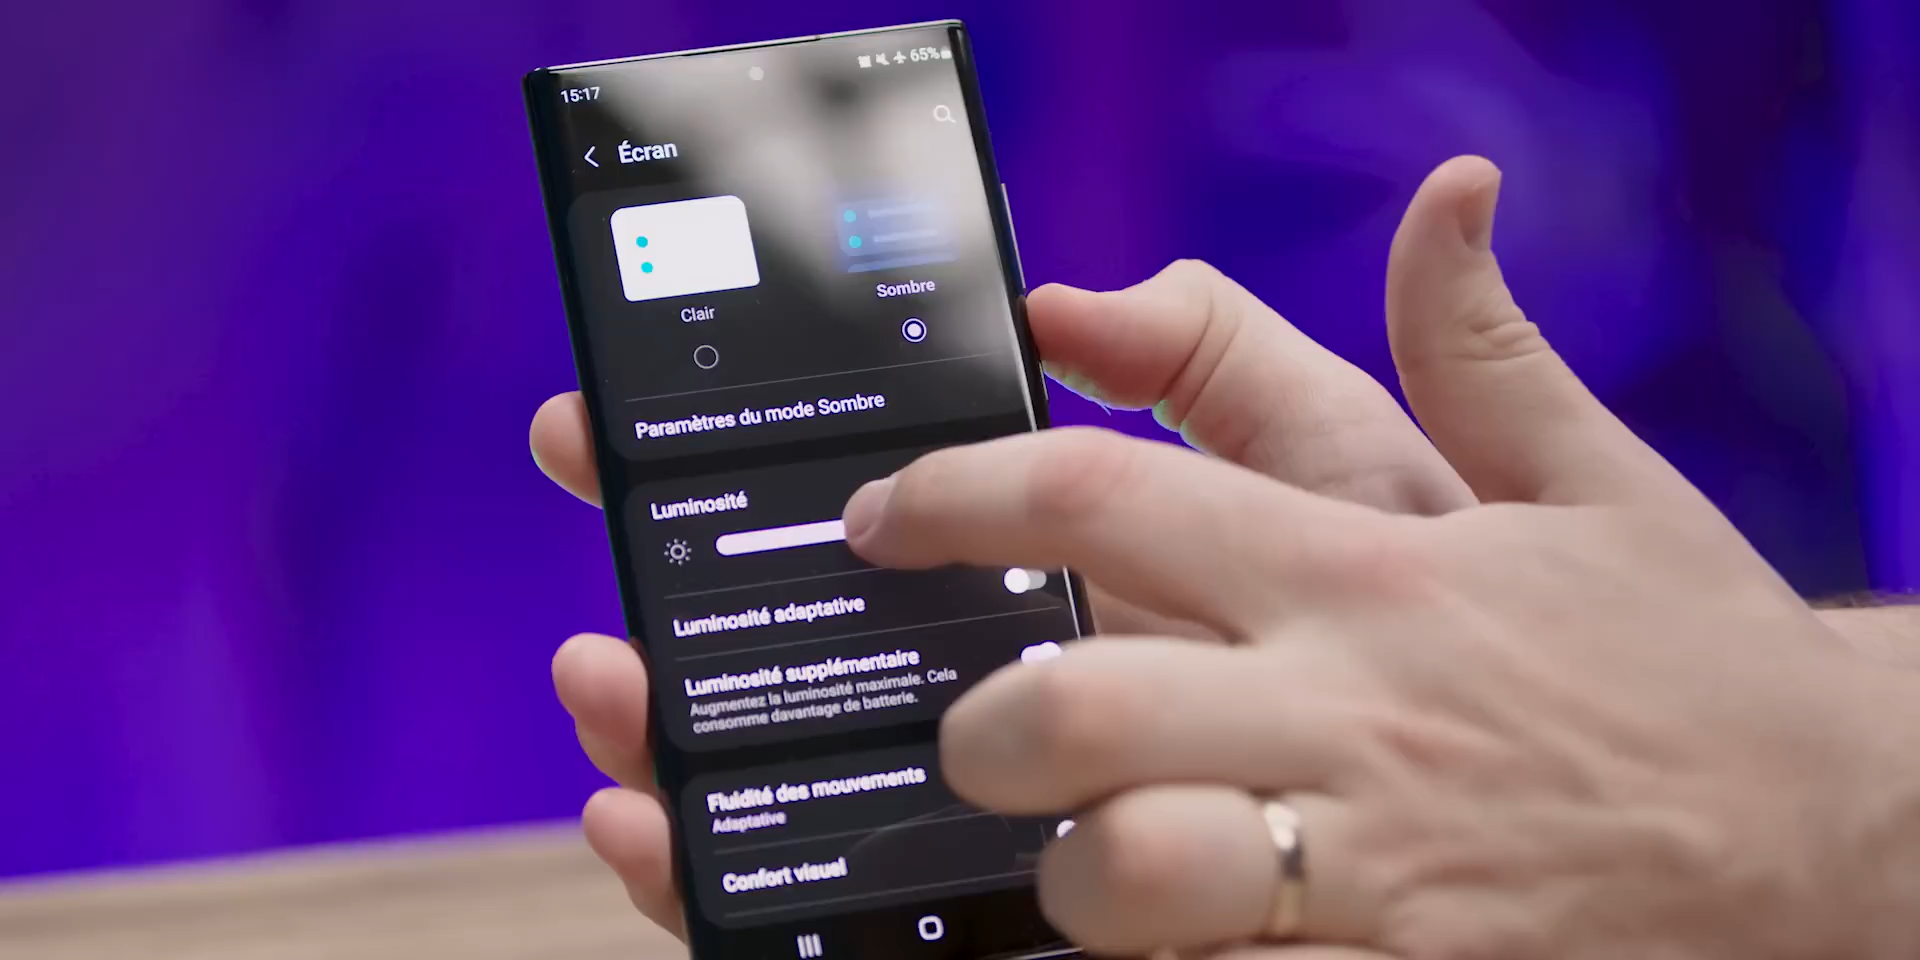 15:17
65%
Écran
Clair
Sombre
Paramètres du mode Sombre
Luminosité
Luminosité adaptative
Luminosité supplémentaire
Augmentez la luminosité maximale. Cela
consomme davantage de batterie.
Fluidité des mouvements
Adaptative
Confort visuel